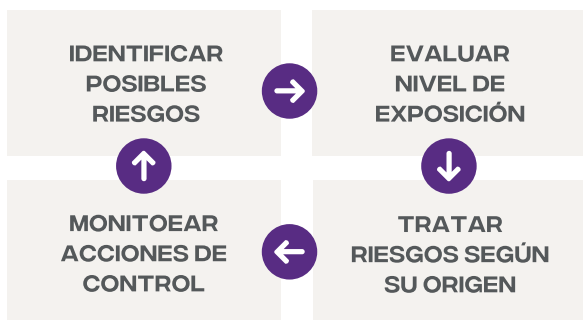 IDENTIFICAR
POSIBLES
RIESGOS
EVALUAR
NIVEL DE
EXPOSICIÓN
TRATAR
RIESGOS SEGÚN
SU ORIGEN
MONITOEAR
ACCIONES DE
CONTROL